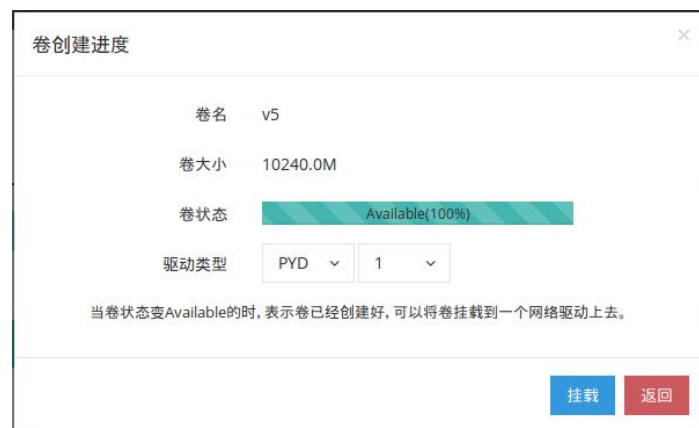 卷创建进度 ×
卷名 v5
卷大小 10240.0M
卷状态 Available(100%)
驱动类型 PYD 1
当卷状态变Available的时, 表示卷已经创建好, 可以将卷挂载到一个网络驱动上去。
挂载 返回